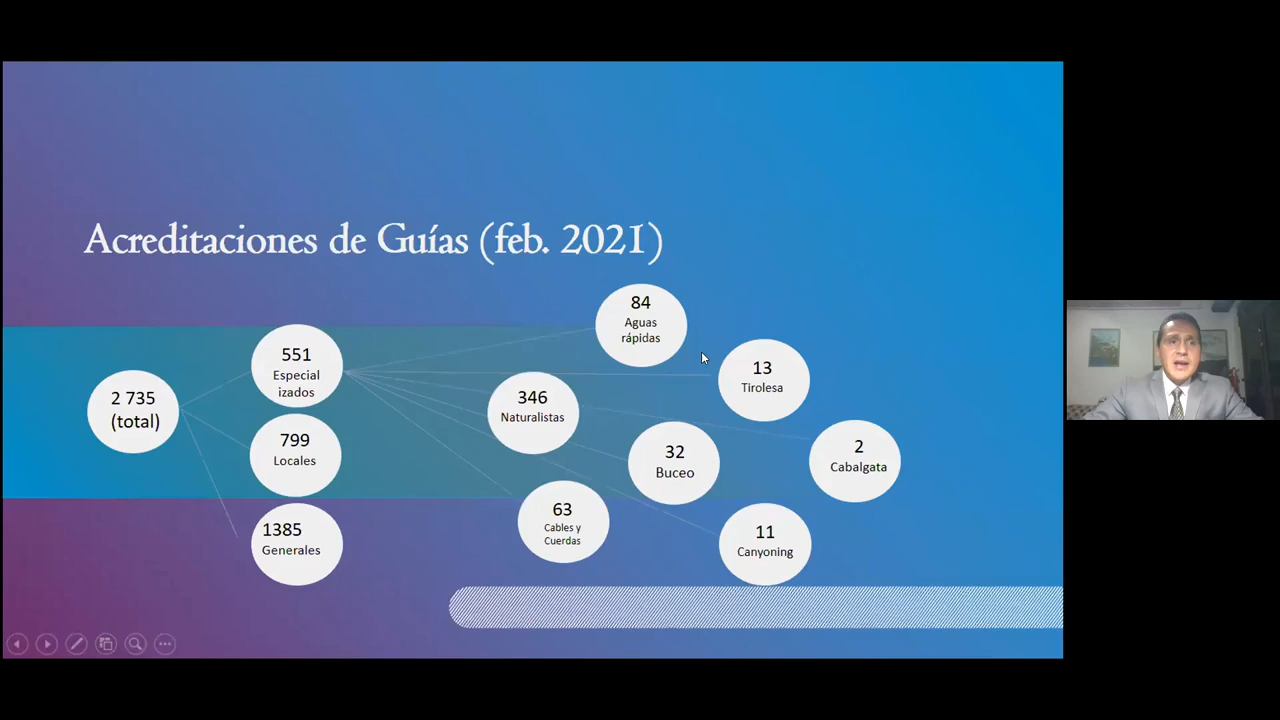 Acreditaciones de Guías (feb. 2021)
2 735
(total)
551
Especial
izados
799
Locales
1385
Generales
84
Aguas
rápidas
13
Tirolesa
346
Naturalistas
32
Buceo
2
Cabalgata
63
Cables y
Cuerdas
11
Canyoning